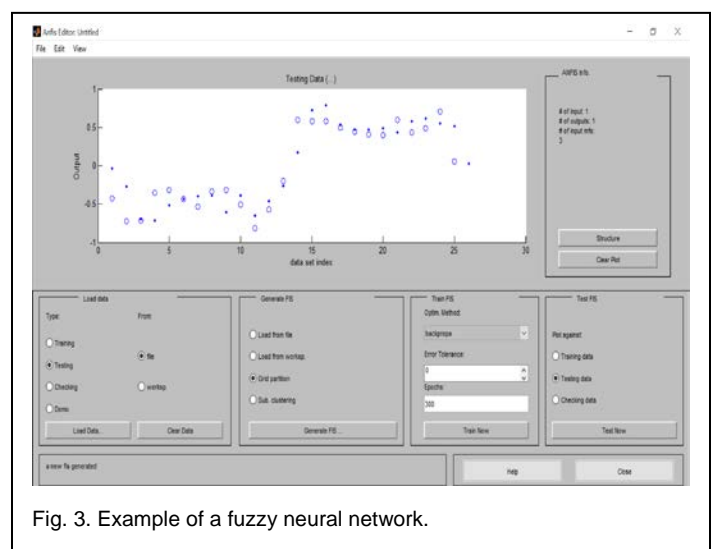 Anfis Editor: Untitled
File Edit View
Testing Data (...)
1
0.5
0
-0.5
-1
Output
0 5 10 15 20 25 30
data set index
ANFIS Info.
# of input: 1
# of outputs: 1
# of input mfs:
3
Structure
Clear Plot
Load data
Type: From:
Training
Testing
Checking
Demo
file
worksp.
Load Data... Clear Data
Generate FIS
Load from file
Load from worksp.
Grid partition
Sub. clustering
Generate FIS ...
Train FIS
Optim. Method:
backpropa
Error Tolerance:
0
Epochs:
300
Train Now
Test FIS
Plot against:
Training data
Testing data
Checking data
Test Now
a new fis generated
Help Close
Fig. 3. Example of a fuzzy neural network.